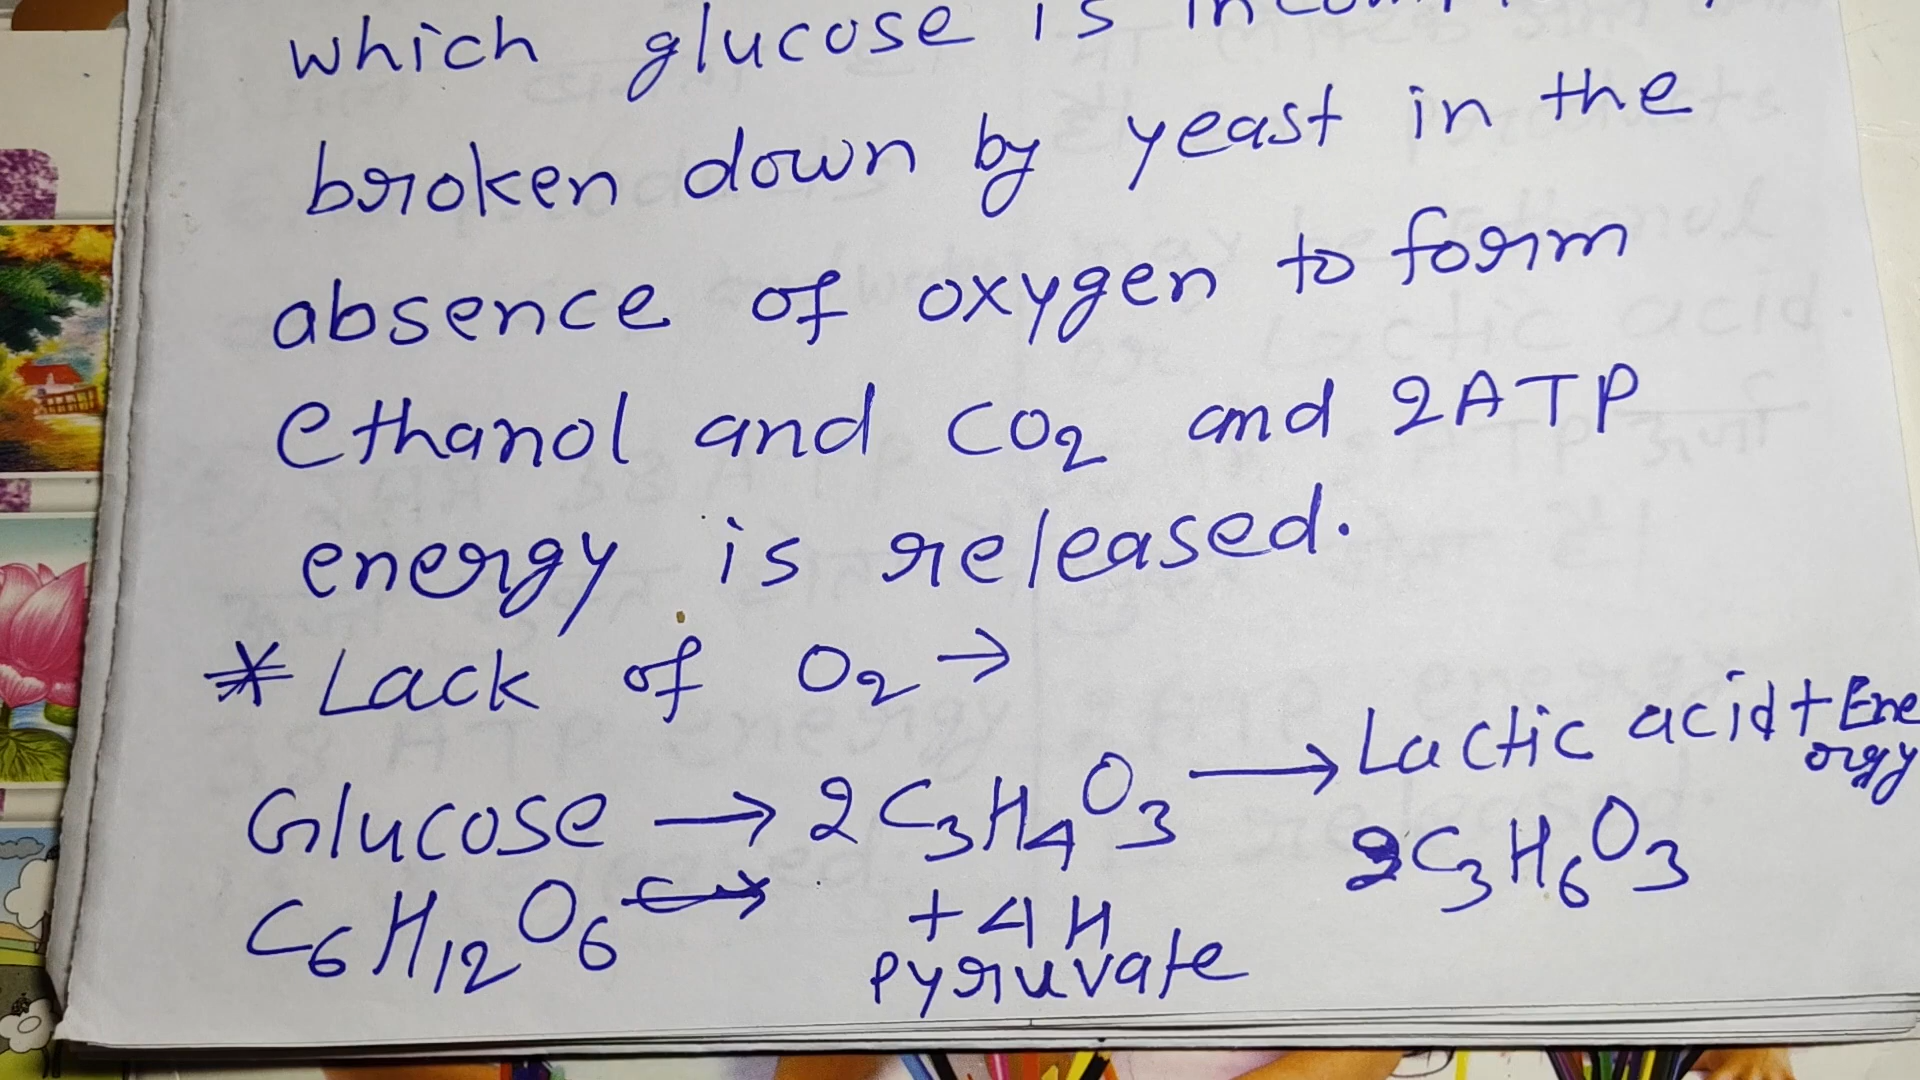 which glucose is
broken down by yeast in the
absence of oxygen to form
ethanol and CO2 and 2ATP
energy is released.
* Lack of O2 →
Glucose → 2C3H4O3 → Lactic acid + Energy
C6H12O6 + 4H 2C3H6O3
Pyruvate